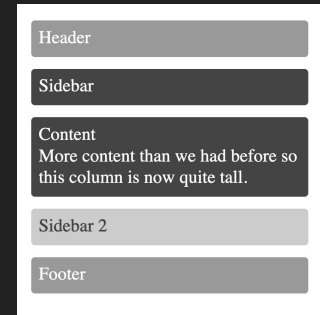 Header
Sidebar
Content
More content than we had before so
this column is now quite tall.
Sidebar 2
Footer